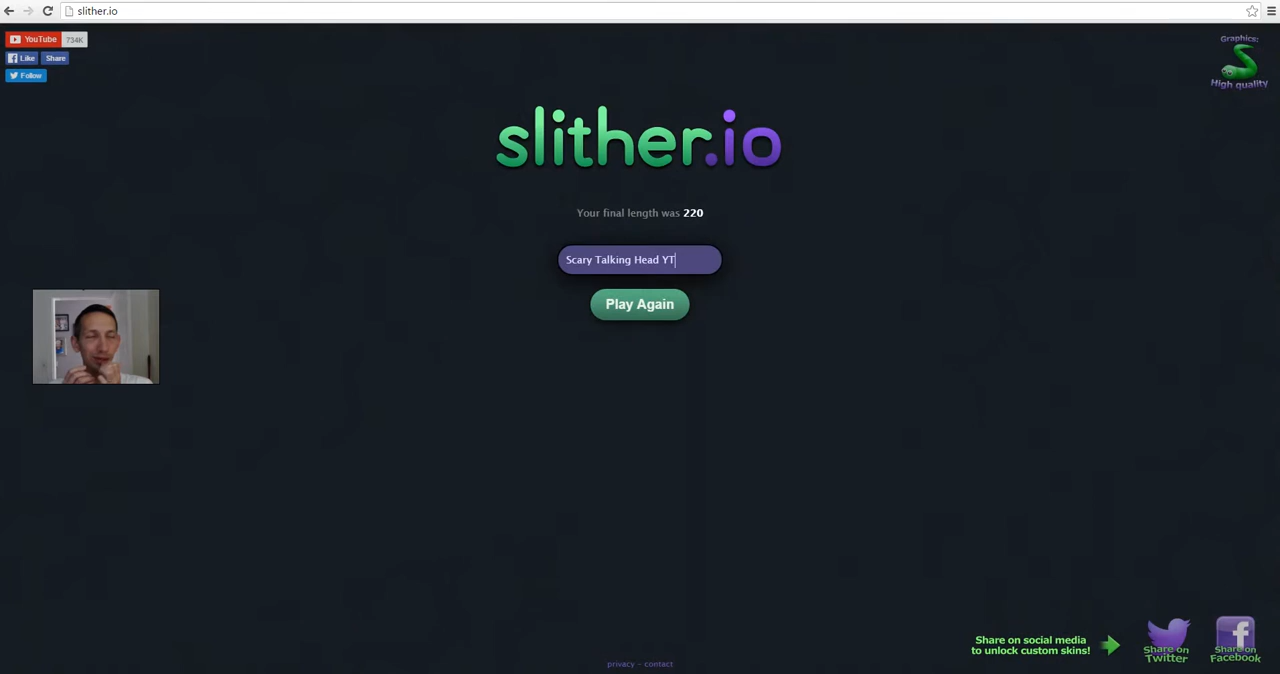 slither.io
YouTube 734K
Like Share
Follow
Graphics:
High quality
slither.io
Your final length was 220
Scary Talking Head YT
Play Again
Share on social media
to unlock custom skins!
Share on
Twitter
Share on
Facebook
privacy - contact